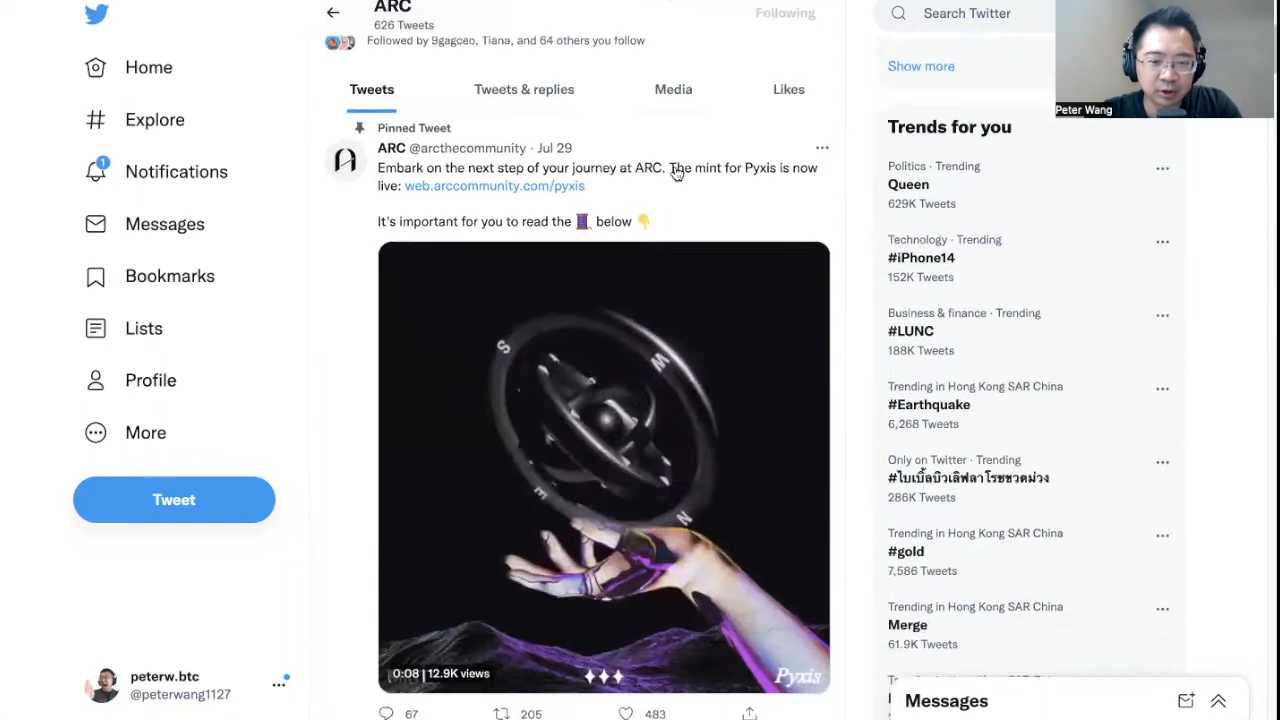 ARC
626 Tweets
Following
Followed by 9gagceo, Tiana, and 64 others you follow
Tweets
Tweets & replies
Media
Likes
Pinned Tweet
ARC @arcthecommunity · Jul 29
Embark on the next step of your journey at ARC. The mint for Pyxis is now
live: web.arccommunity.com/pyxis
It's important for you to read the 🧵 below 👇
S
W
E
N
0:08 | 12.9K views
Pyxis
67
205
483
Home
Explore
1
Notifications
Messages
Bookmarks
Lists
Profile
More
Tweet
peterw.btc
@peterwang1127
Search Twitter
Show more
Peter Wang
Trends for you
Politics · Trending
Queen
629K Tweets
Technology · Trending
#iPhone14
152K Tweets
Business & finance · Trending
#LUNC
188K Tweets
Trending in Hong Kong SAR China
#Earthquake
6,268 Tweets
Only on Twitter · Trending
#ไบเบิ้ลบิวเลิฟลาโรชขวดม่วง
286K Tweets
Trending in Hong Kong SAR China
#gold
7,586 Tweets
Trending in Hong Kong SAR China
Merge
61.9K Tweets
Messages